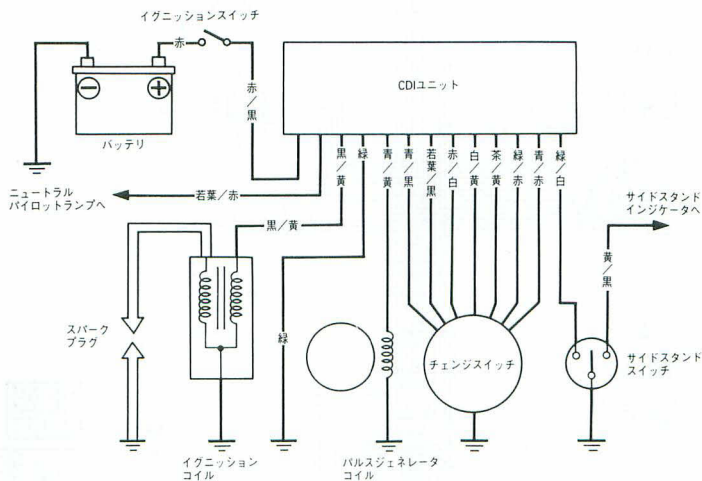 イグニッションスイッチ
赤
バッテリ
赤/黒
CDIユニット
黒/黄
緑
青/黄
青/黒
若葉/黒
赤/白
白/黄
茶/黄
緑/赤
青/赤
緑/白
ニュートラル
パイロットランプへ
若葉/赤
サイドスタンド
インジケータへ
黒/黄
黄/黒
スパーク
プラグ
緑
チェンジスイッチ
サイドスタンド
スイッチ
イグニッション
コイル
パルスジェネレータ
コイル